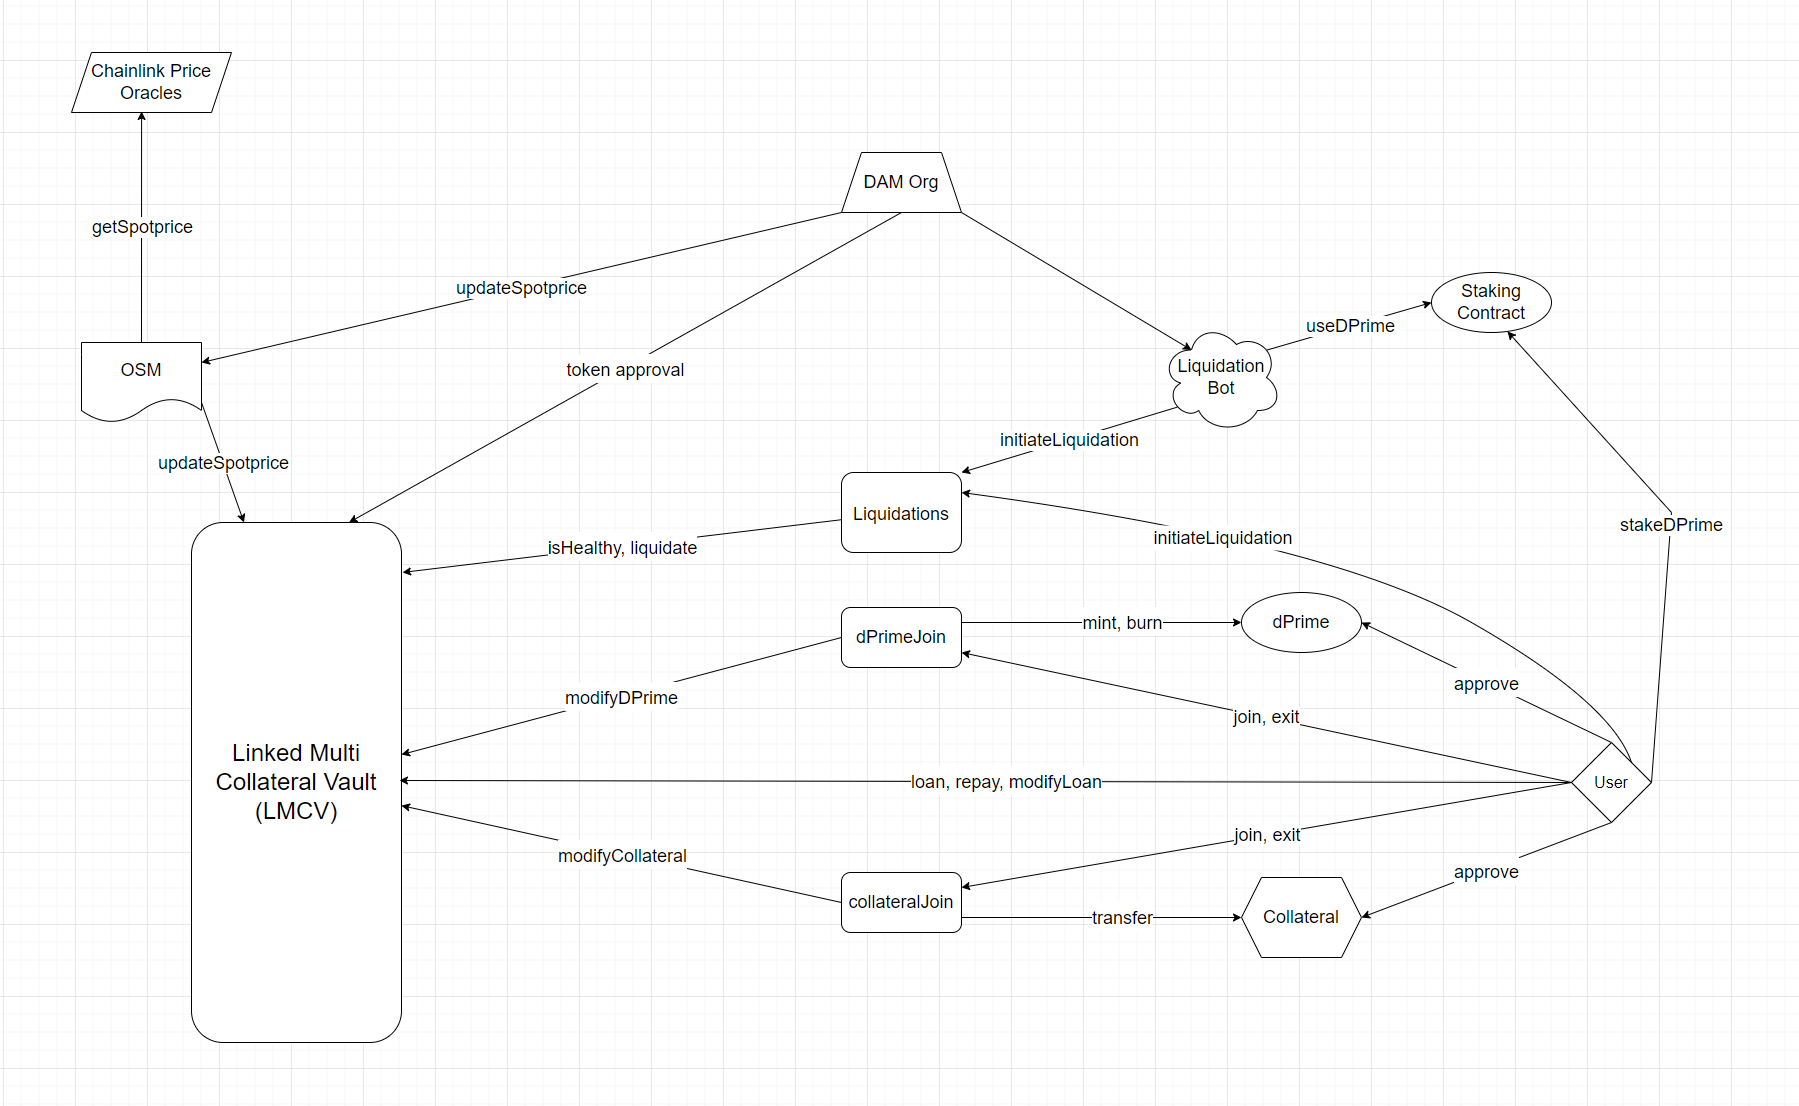 Chainlink Price
Oracles
DAM Org
getSpotprice
updateSpotprice
Staking
Contract
useDPrime
OSM
token approval
Liquidation
Bot
initiateLiquidation
updateSpotprice
Liquidations
stakeDPrime
isHealthy, liquidate
initiateLiquidation
dPrimeJoin
mint, burn
dPrime
modifyDPrime
approve
join, exit
Linked Multi
Collateral Vault
(LMCV)
loan, repay, modifyLoan
User
join, exit
modifyCollateral
approve
collateralJoin
transfer
Collateral